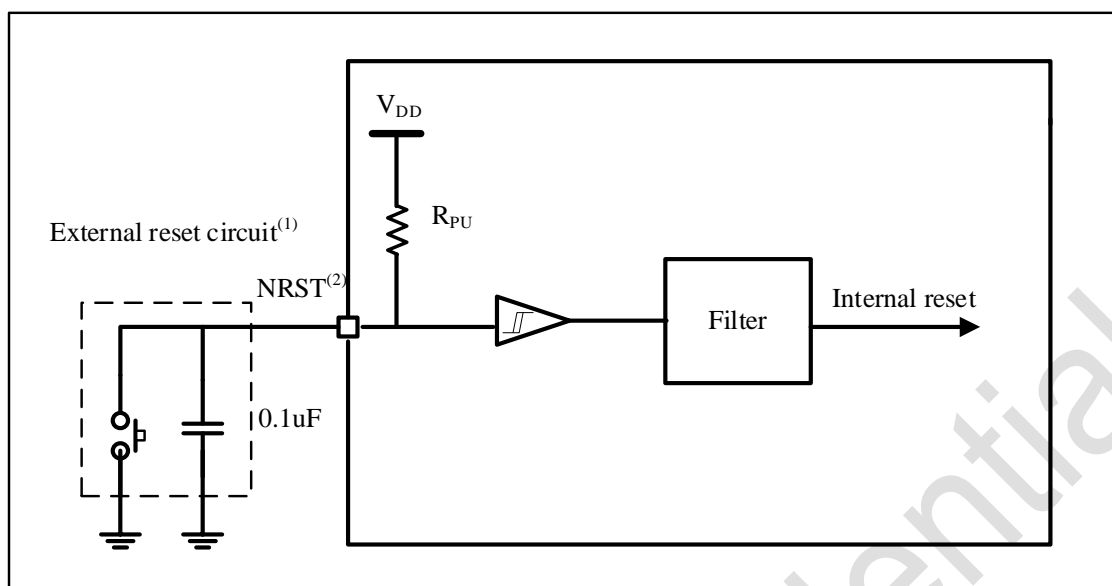 V_DD
R_PU
External reset circuit(1)
NRST(2)
Filter
Internal reset
0.1uF